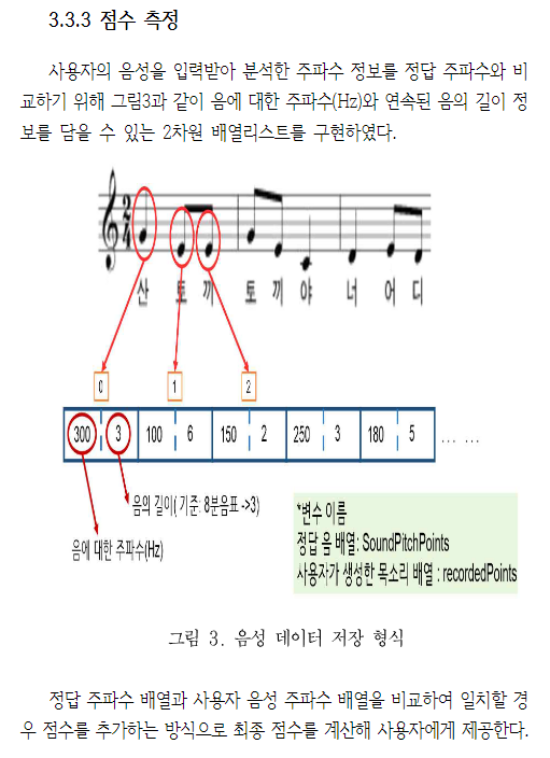 3.3.3 점수 측정
사용자의 음성을 입력받아 분석한 주파수 정보를 정답 주파수와 비
교하기 위해 그림3과 같이 음에 대한 주파수(Hz)와 연속된 음의 길이 정
보를 담을 수 있는 2차원 배열리스트를 구현하였다.
2
4
산 토 끼 토 끼 야 너 어 디
0 1 2
300 3 100 6 150 2 250 3 180 5 ... ...
음의 길이( 기준: 8분음표 ->3)
음에 대한 주파수(Hz)
*변수 이름
정답 음 배열: SoundPitchPoints
사용자가 생성한 목소리 배열 : recordedPoints
그림 3. 음성 데이터 저장 형식
정답 주파수 배열과 사용자 음성 주파수 배열을 비교하여 일치할 경
우 점수를 추가하는 방식으로 최종 점수를 계산해 사용자에게 제공한다.